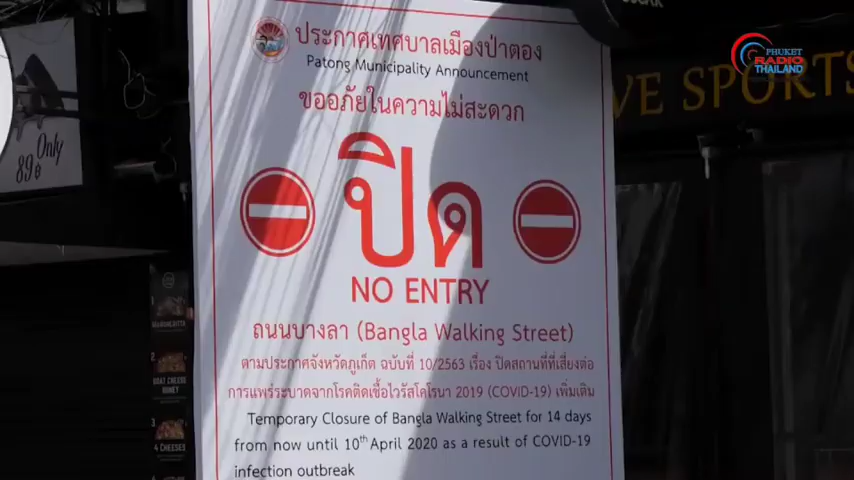 ประกาศเทศบาลเมืองป่าตอง
Patong Municipality Announcement
ขออภัยในความไม่สะดวก
ปิด
NO ENTRY
ถนนบางลา (Bangla Walking Street)
ตามประกาศจังหวัดภูเก็ต ฉบับที่ 10/2563 เรื่อง ปิดสถานที่ที่เสี่ยงต่อ
การแพร่ระบาดจากโรคติดเชื้อไวรัสโคโรนา 2019 (COVID-19) เพิ่มเติม
Temporary Closure of Bangla Walking Street for 14 days
from now until 10th April 2020 as a result of COVID-19
infection outbreak
PHUKET
RADIO
THAILAND
VE SPORTS
Only
89฿
GOAT CHEESE
HONEY
4 CHEESES